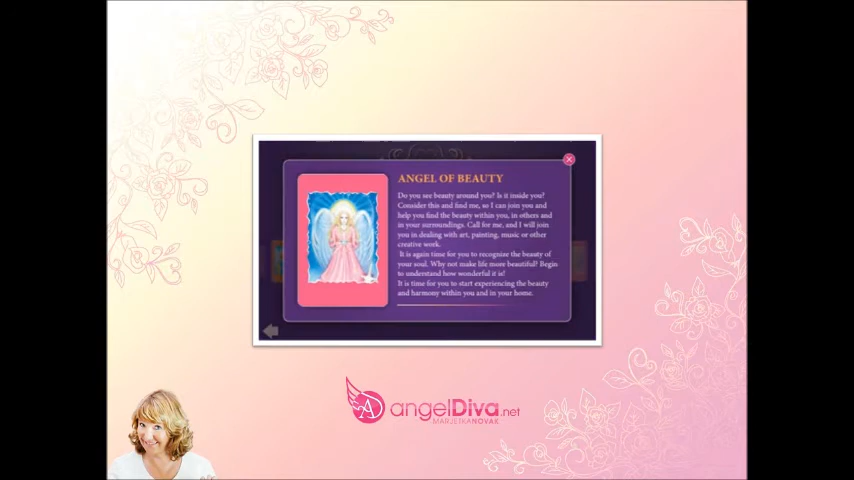 ANGEL OF BEAUTY
Do you see beauty around you? Is it inside you?
Consider this and find me, so I can join you and
help you find the beauty within you, in others and
in your surroundings. Call for me, and I will join
you in dealing with art, painting, music or other
creative work.
It is again time for you to recognize the beauty of
your soul. Why not make life more beautiful? Begin
to understand how wonderful it is!
It is time for you to start experiencing the beauty
and harmony within you and in your home.
angelDiva.net
MARJETKANOVAK